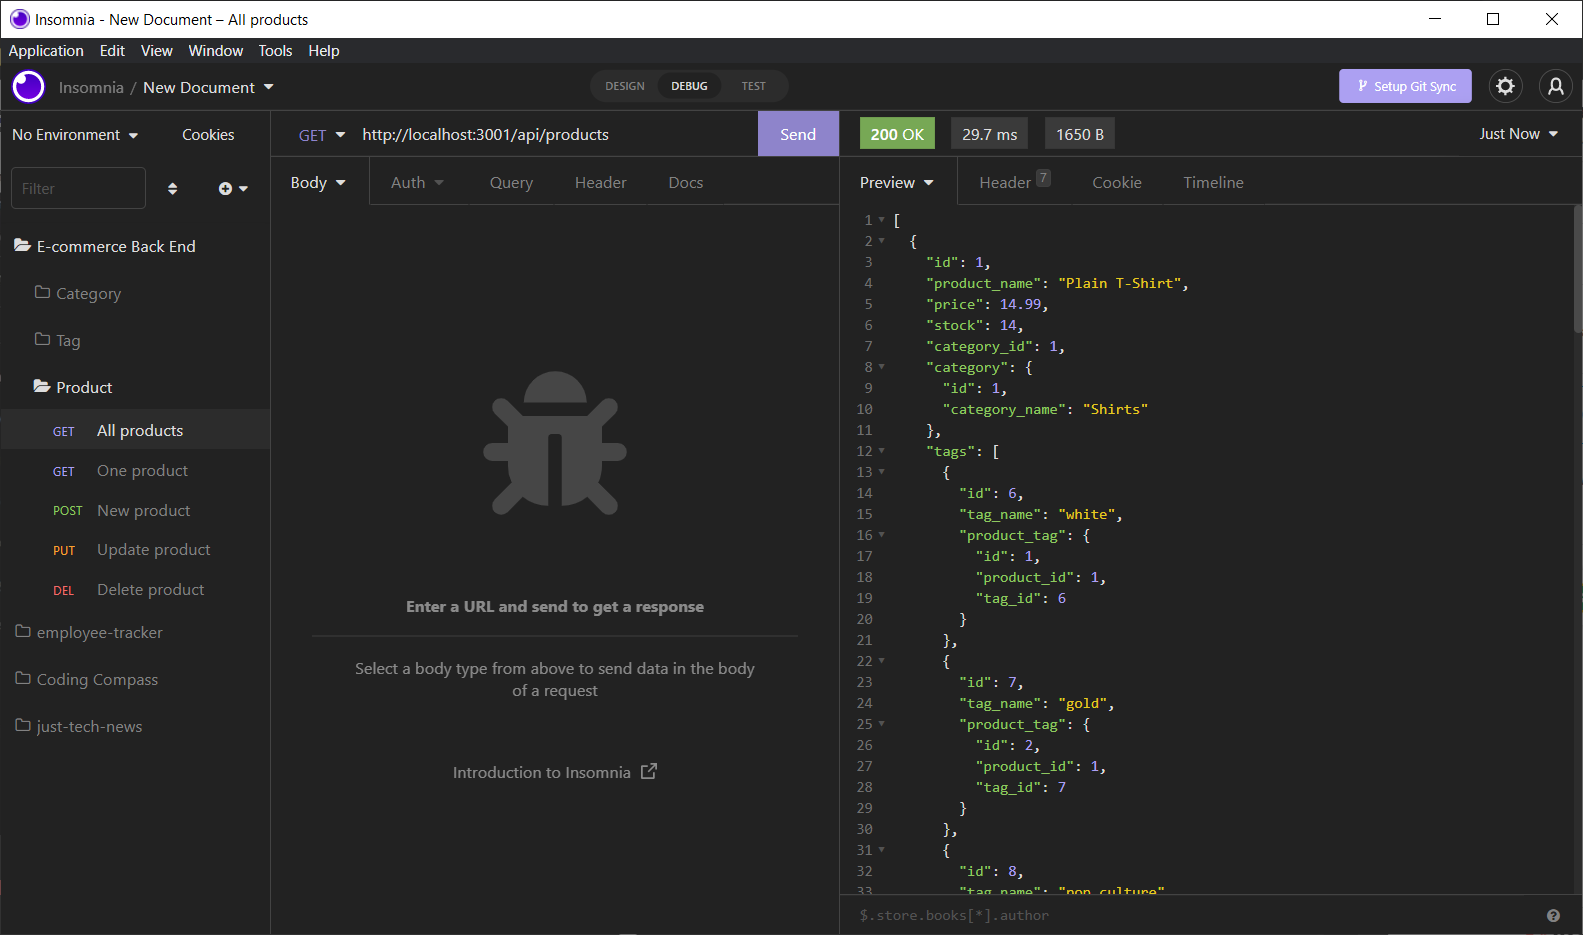 Insomnia - New Document – All products
Application Edit View Window Tools Help
Insomnia / New Document
DESIGN DEBUG TEST
Setup Git Sync
No Environment Cookies
GET http://localhost:3001/api/products Send
200 OK 29.7 ms 1650 B Just Now
Filter
Body Auth Query Header Docs
Preview Header 7 Cookie Timeline
E-commerce Back End
Category
Tag
Product
GET All products
GET One product
POST New product
PUT Update product
DEL Delete product
employee-tracker
Coding Compass
just-tech-news
Enter a URL and send to get a response
Select a body type from above to send data in the body
of a request
Introduction to Insomnia
1 [
2 {
3 "id": 1,
4 "product_name": "Plain T-Shirt",
5 "price": 14.99,
6 "stock": 14,
7 "category_id": 1,
8 "category": {
9 "id": 1,
10 "category_name": "Shirts"
11 },
12 "tags": [
13 {
14 "id": 6,
15 "tag_name": "white",
16 "product_tag": {
17 "id": 1,
18 "product_id": 1,
19 "tag_id": 6
20 }
21 },
22 {
23 "id": 7,
24 "tag_name": "gold",
25 "product_tag": {
26 "id": 2,
27 "product_id": 1,
28 "tag_id": 7
29 }
30 },
31 {
32 "id": 8,
33 "tag_name": "pop culture"
$.store.books[*].author